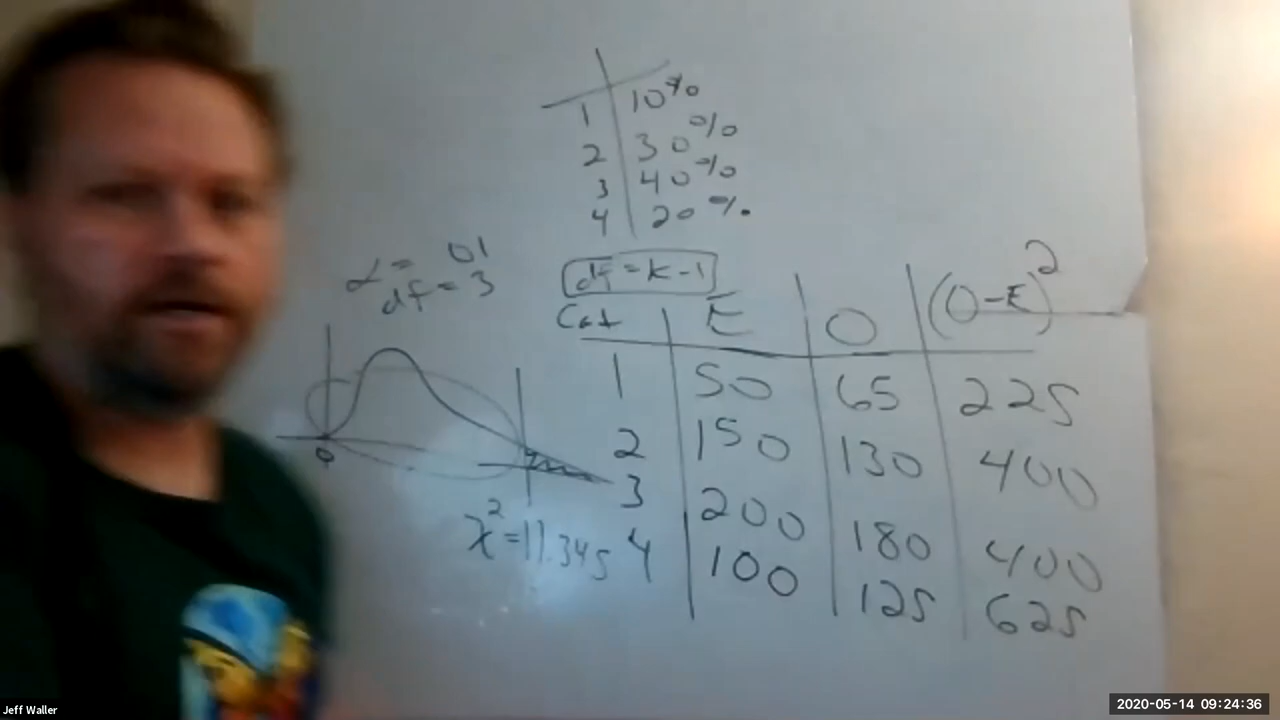 1 10%
2 30%
3 40%
4 20%
α = .01
df = 3
df = k-1
Cat E O (O-E)²
1 50 65 225
2 150 130 400
3 200 180 400
4 100 125 625
0
χ² = 11.345
Jeff Waller
2020-05-14 09:24:36